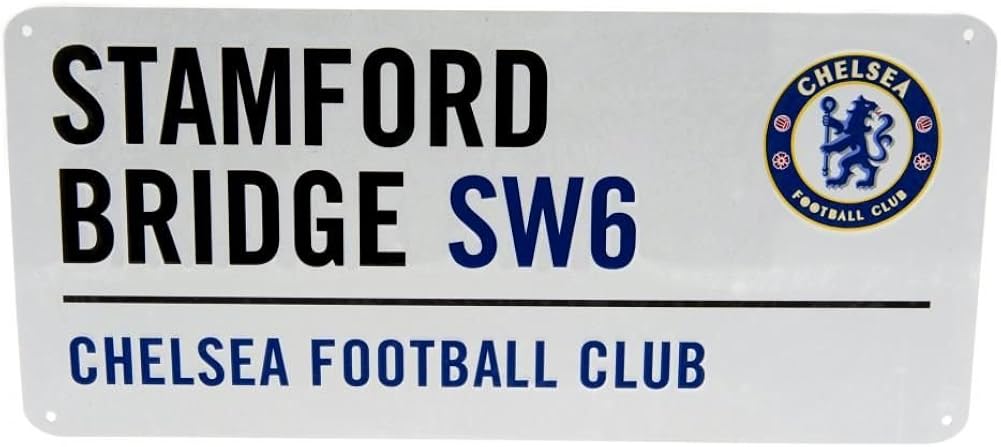 STAMFORD
BRIDGE SW6
CHELSEA FOOTBALL CLUB
CHELSEA
FOOTBALL CLUB